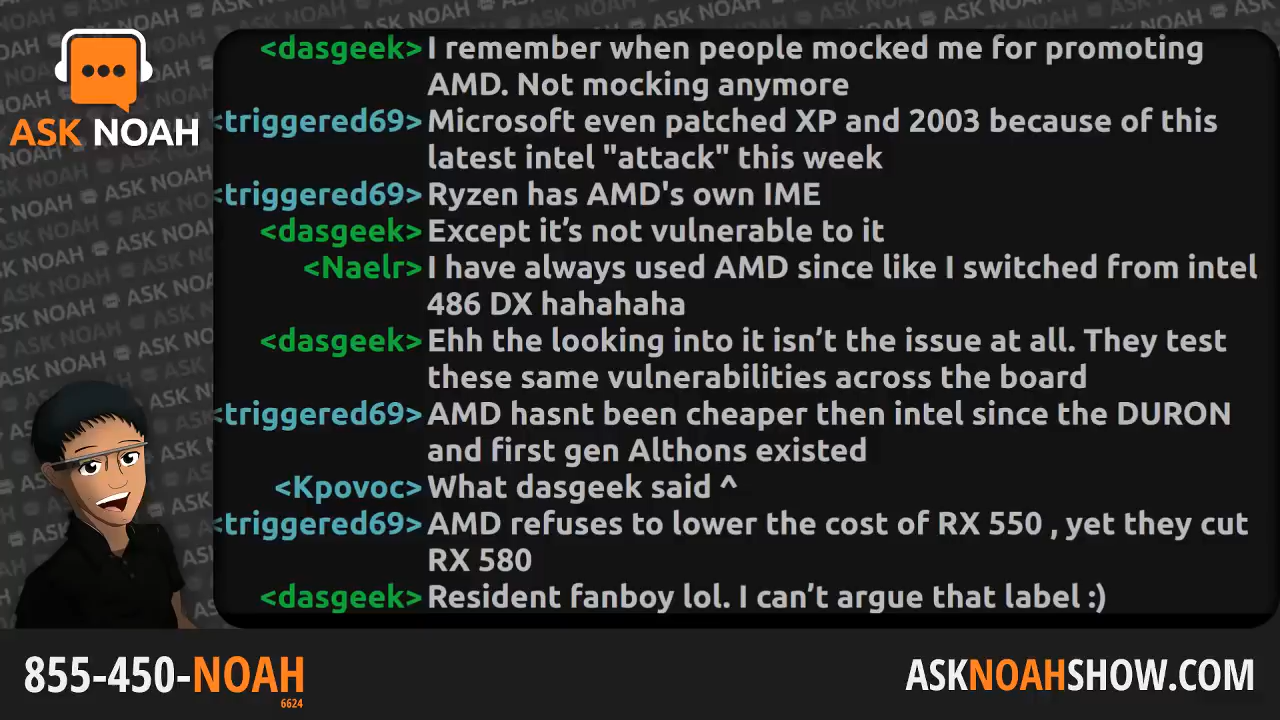 ASK NOAH
<dasgeek> I remember when people mocked me for promoting
AMD. Not mocking anymore
<triggered69> Microsoft even patched XP and 2003 because of this
latest intel "attack" this week
<triggered69> Ryzen has AMD's own IME
<dasgeek> Except it’s not vulnerable to it
<Naelr> I have always used AMD since like I switched from intel
486 DX hahahaha
<dasgeek> Ehh the looking into it isn’t the issue at all. They test
these same vulnerabilities across the board
<triggered69> AMD hasnt been cheaper then intel since the DURON
and first gen Althons existed
<Kpovoc> What dasgeek said ^
<triggered69> AMD refuses to lower the cost of RX 550 , yet they cut
RX 580
<dasgeek> Resident fanboy lol. I can’t argue that label :)
855-450-NOAH
6624
ASKNOAHSHOW.COM